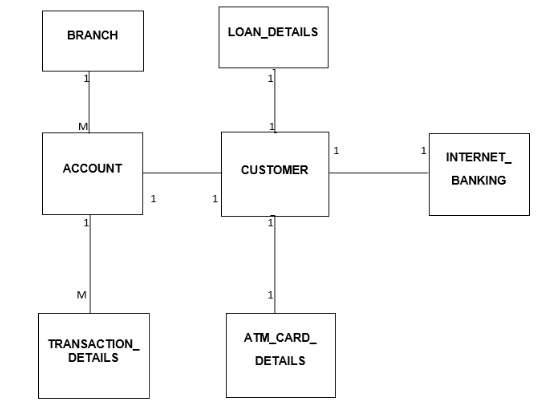 BRANCH
LOAN_DETAILS
1
1
M
1
ACCOUNT
CUSTOMER
1
1
INTERNET_
BANKING
1
1
1
1
M
1
TRANSACTION_
DETAILS
ATM_CARD_
DETAILS